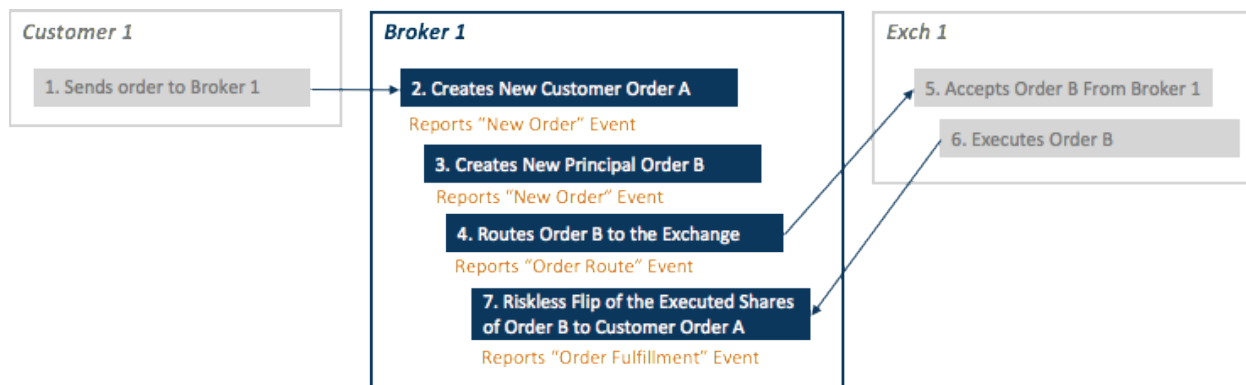 Customer 1
1. Sends order to Broker 1
Broker 1
2. Creates New Customer Order A
Reports “New Order” Event
3. Creates New Principal Order B
Reports “New Order” Event
4. Routes Order B to the Exchange
Reports “Order Route” Event
7. Riskless Flip of the Executed Shares
of Order B to Customer Order A
Reports “Order Fulfillment” Event
Exch 1
5. Accepts Order B From Broker 1
6. Executes Order B